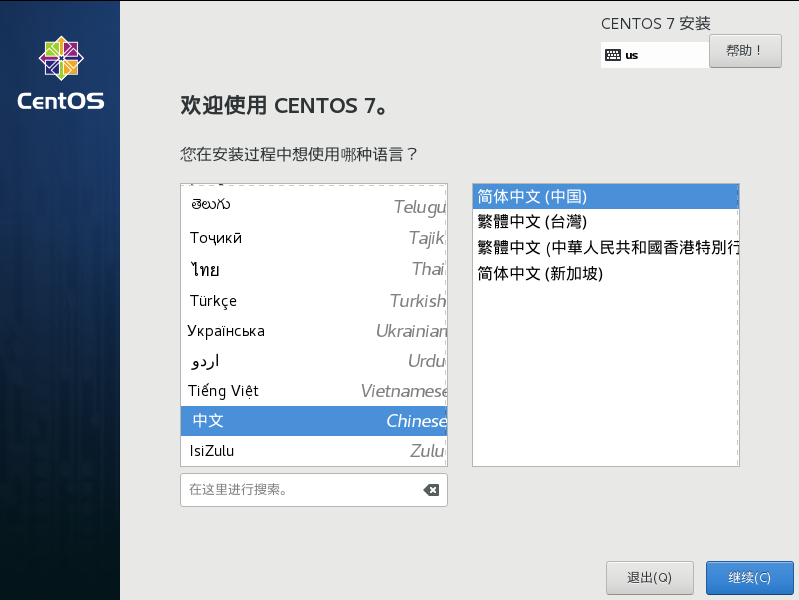 CENTOS 7 安装
us
帮助！
CentOS
欢迎使用 CENTOS 7。
您在安装过程中想使用哪种语言？
తెలుగు Telugu
Тоҷикӣ Tajik
ไทย Thai
Türkçe Turkish
Українська Ukrainian
اردو Urdu
Tiếng Việt Vietnamese
中文 Chinese
IsiZulu Zulu
简体中文 (中国)
繁體中文 (台灣)
繁體中文 (中華人民共和國香港特別行
简体中文 (新加坡)
在这里进行搜索。
退出(Q)
继续(C)